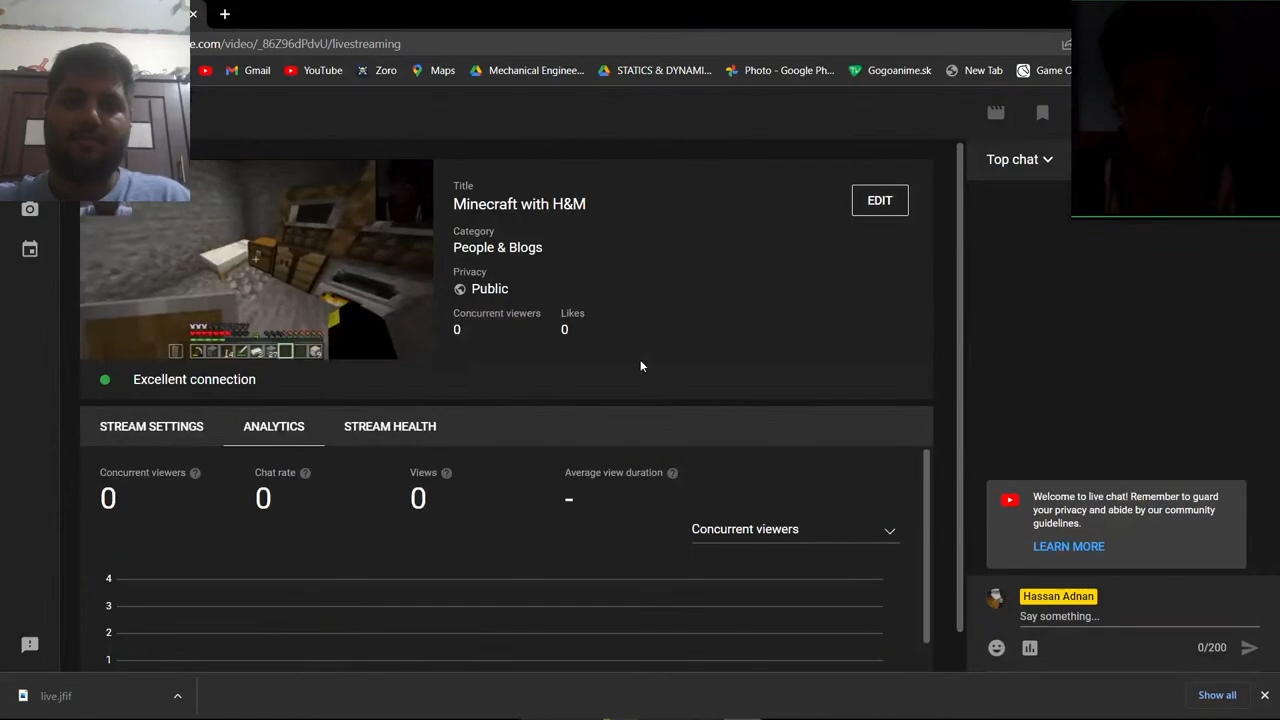 e.com/video/_86Z96dPdvU/livestreaming
Gmail
YouTube
Zoro
Maps
Mechanical Enginee...
STATICS & DYNAMI...
Photo - Google Ph...
Gogoanime.sk
New Tab
Game C
Top chat
Title
Minecraft with H&M
EDIT
Category
People & Blogs
Privacy
Public
Concurrent viewers Likes
0 0
Excellent connection
STREAM SETTINGS ANALYTICS STREAM HEALTH
Concurrent viewers Chat rate Views Average view duration
0 0 0 -
Concurrent viewers
4
3
2
1
Welcome to live chat! Remember to guard
your privacy and abide by our community
guidelines.
LEARN MORE
Hassan Adnan
Say something...
0/200
live.jfif
Show all